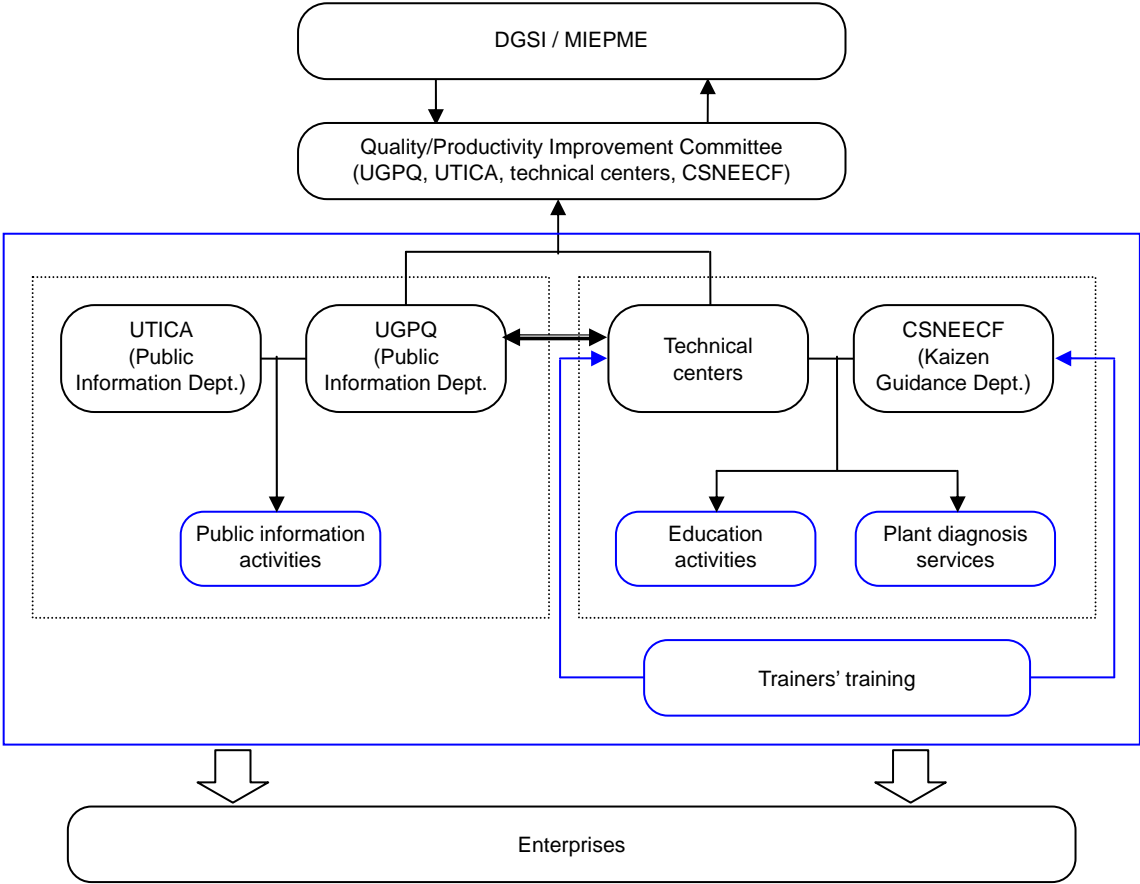 DGSI / MIEPME
Quality/Productivity Improvement Committee
(UGPQ, UTICA, technical centers, CSNEECF)
UTICA
(Public
Information Dept.)
UGPQ
(Public
Information Dept.
Technical
centers
CSNEECF
(Kaizen
Guidance Dept.)
Public information
activities
Education
activities
Plant diagnosis
services
Trainers’ training
Enterprises